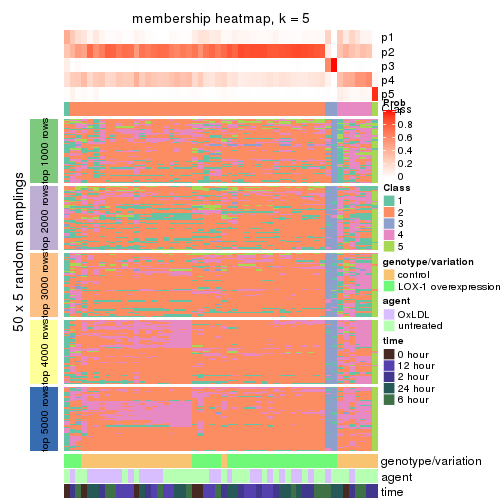 membership heatmap, k = 5
p1
p2
p3
p4
p5
Prob
1
0.8
0.6
0.4
0.2
0
Class
Class
1
2
3
4
5
genotype/variation
control
LOX-1 overexpression
agent
OxLDL
untreated
time
0 hour
12 hour
2 hour
24 hour
6 hour
50 x 5 random samplings
top 1000 rows
top 2000 rows
top 3000 rows
top 4000 rows
top 5000 rows
genotype/variation
agent
time